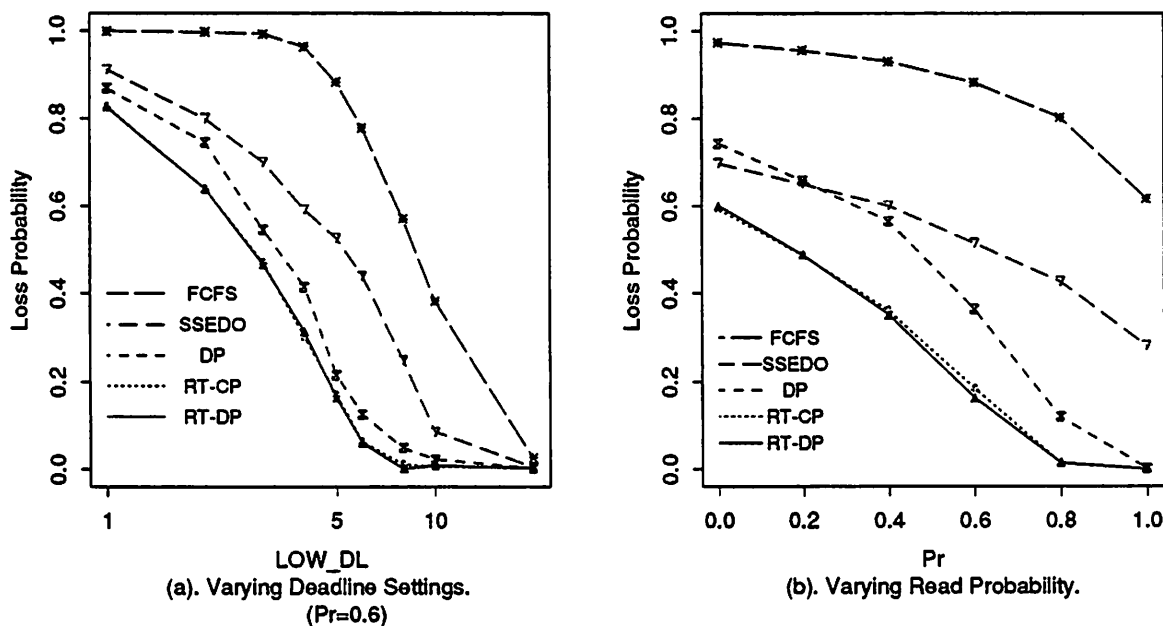 Loss Probability
1.0
0.8
0.6
0.4
0.2
0.0
FCFS
SSEDO
DP
RT-CP
RT-DP
1 5 10
LOW_DL
(a). Varying Deadline Settings.
(Pr=0.6)
Loss Probability
1.0
0.8
0.6
0.4
0.2
0.0
FCFS
SSEDO
DP
RT-CP
RT-DP
0.0 0.2 0.4 0.6 0.8 1.0
Pr
(b). Varying Read Probability.